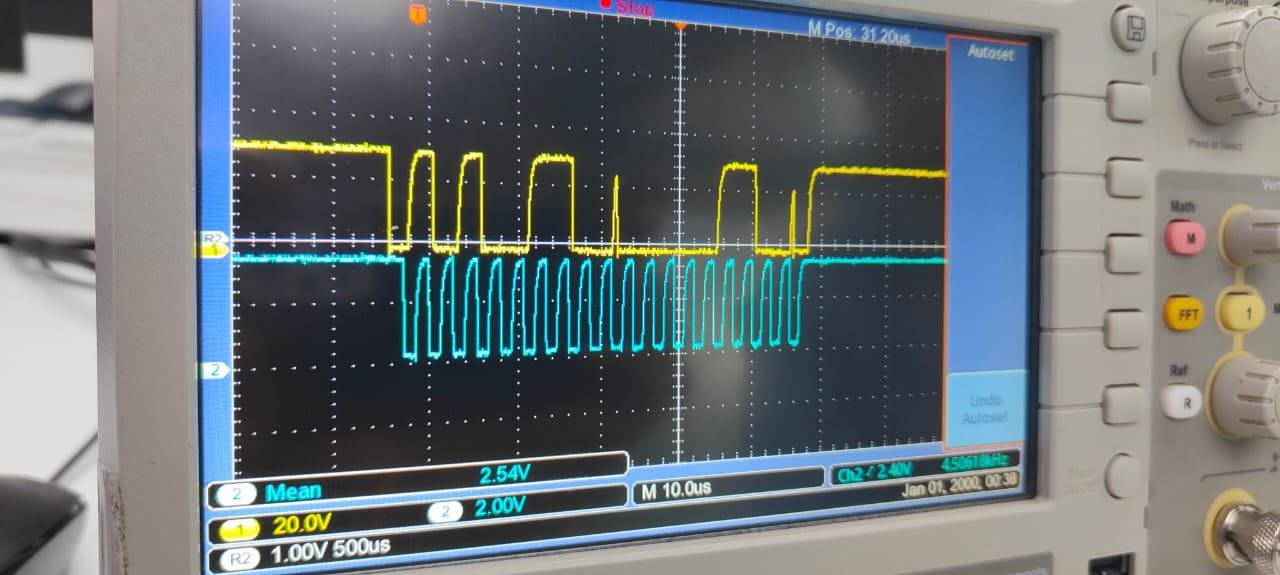 Stop
M Pos: 31.20us
Autoset
T
R2
1
2
Undo
Autoset
2 Mean 2.54V
1 20.0V 2 2.00V
M 10.0us
Ch2 2.40V 4.50618kHz
Jan 01, 2000, 00:38
R2 1.00V 500us
Press to Select
Math
M
FFT
1
Ref
R